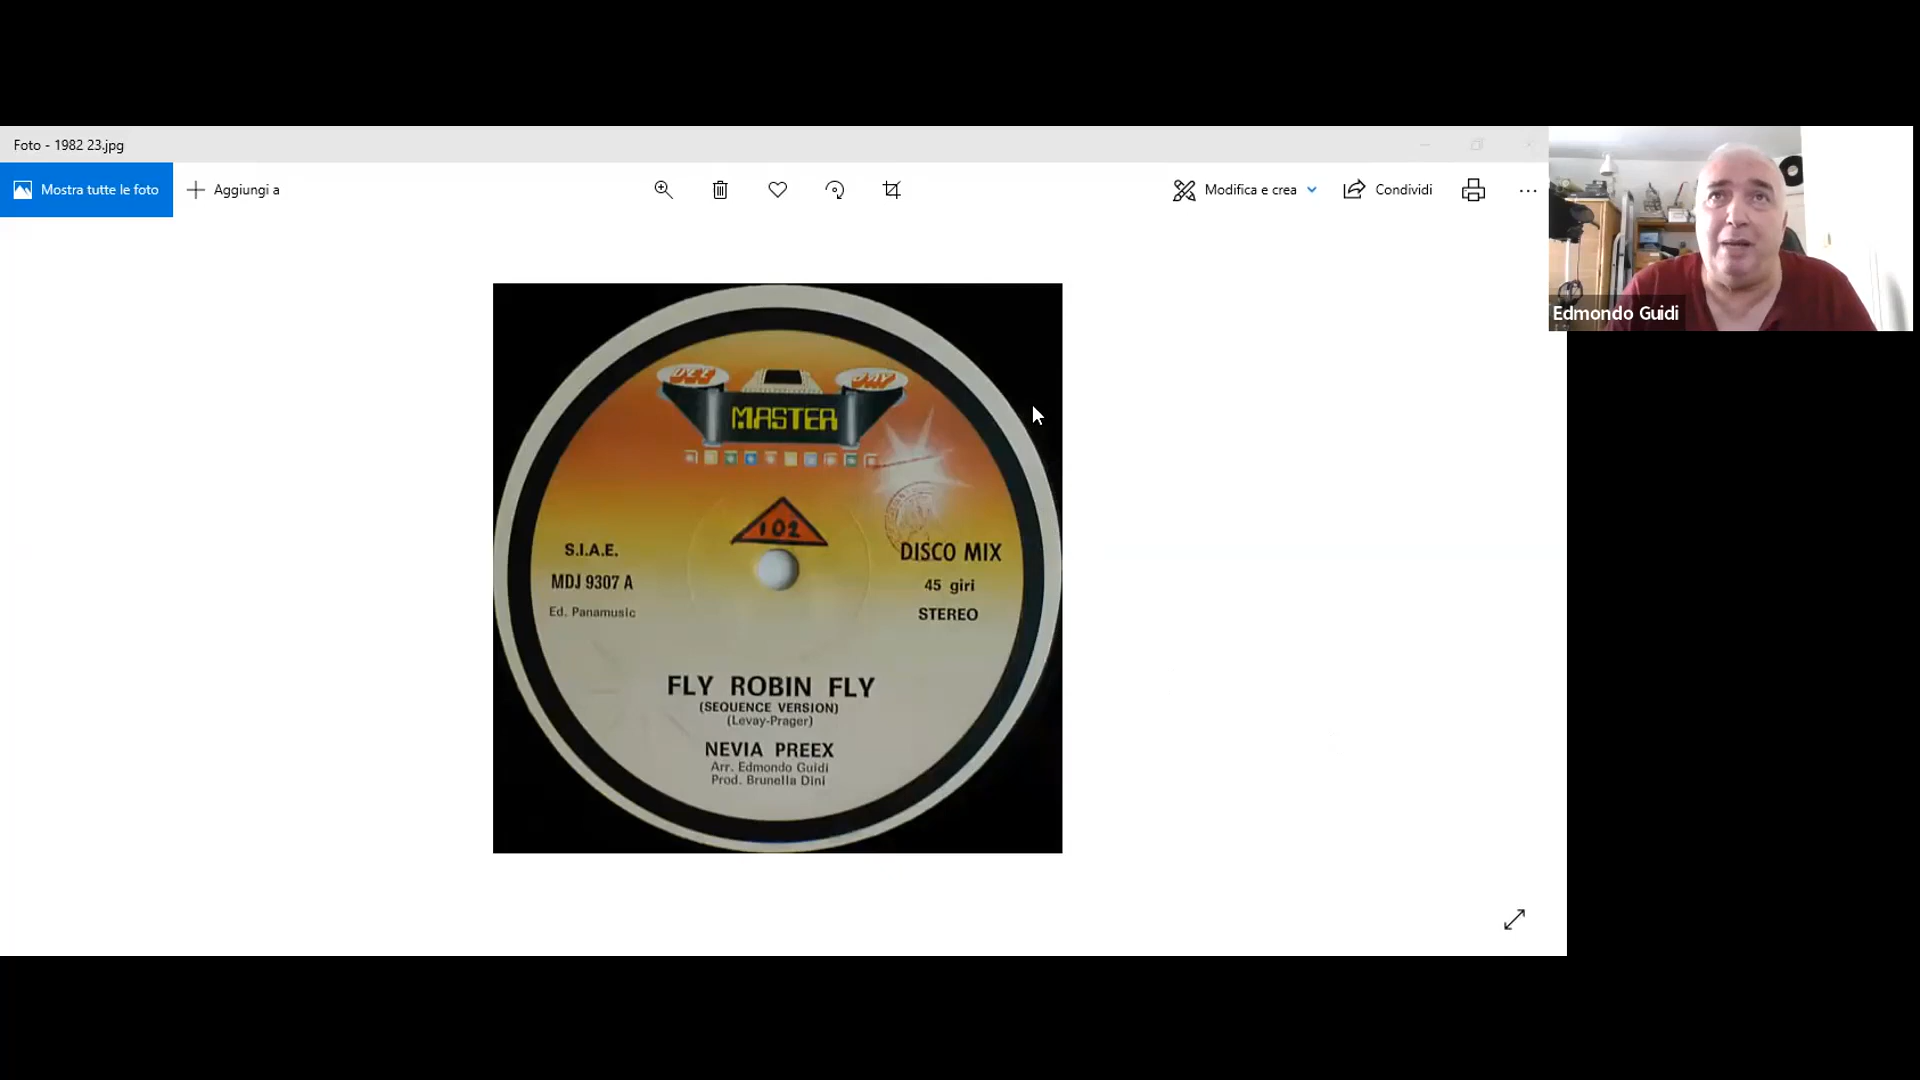 Foto - 1982 23.jpg
Mostra tutte le foto
Aggiungi a
Modifica e crea
Condividi
Edmondo Guidi
DEE JAY
MASTER
102
S.I.A.E.
MDJ 9307 A
Ed. Panamusic
DISCO MIX
45 giri
STEREO
FLY ROBIN FLY
(SEQUENCE VERSION)
(Levay-Prager)
NEVIA PREEX
Arr. Edmondo Guidi
Prod. Brunella Dini